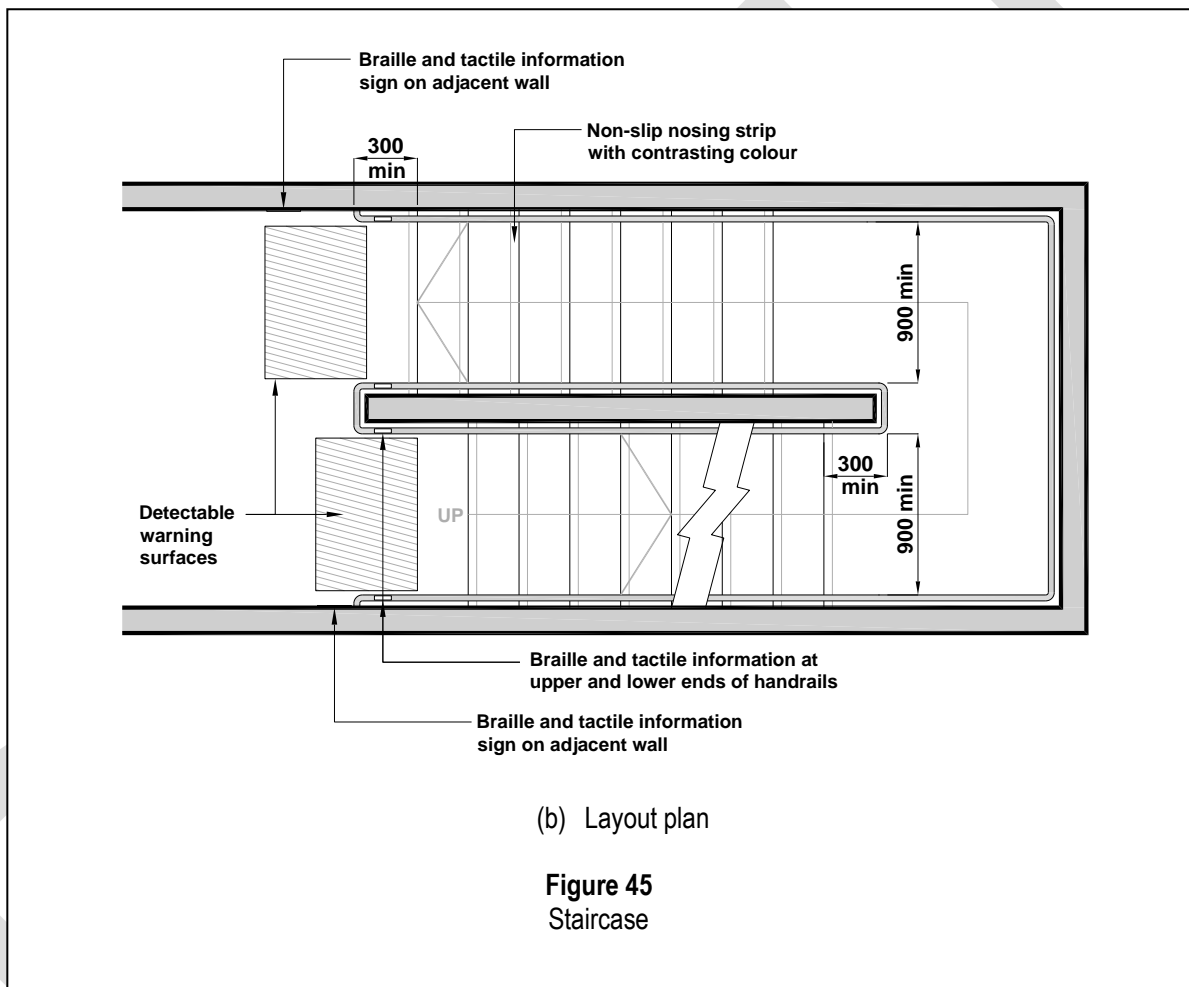 Braille and tactile information
sign on adjacent wall
Non-slip nosing strip
with contrasting colour
300
min
900 min
300
min
900 min
UP
Detectable
warning
surfaces
Braille and tactile information at
upper and lower ends of handrails
Braille and tactile information
sign on adjacent wall
(b) Layout plan
Figure 45
Staircase